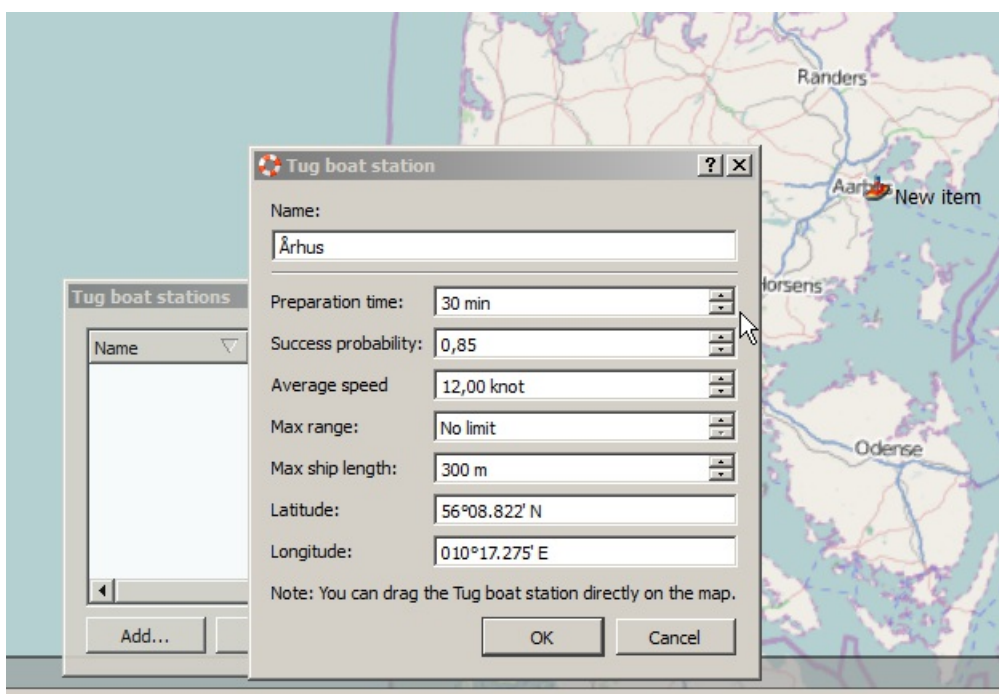 Randers
Aarhus
New item
Horsens
Odense
Tug boat station
Name:
Århus
Preparation time: 30 min
Success probability: 0,85
Average speed 12,00 knot
Max range: No limit
Max ship length: 300 m
Latitude: 56°08.822' N
Longitude: 010°17.275' E
Note: You can drag the Tug boat station directly on the map.
OK Cancel
Tug boat stations
Name
Add...